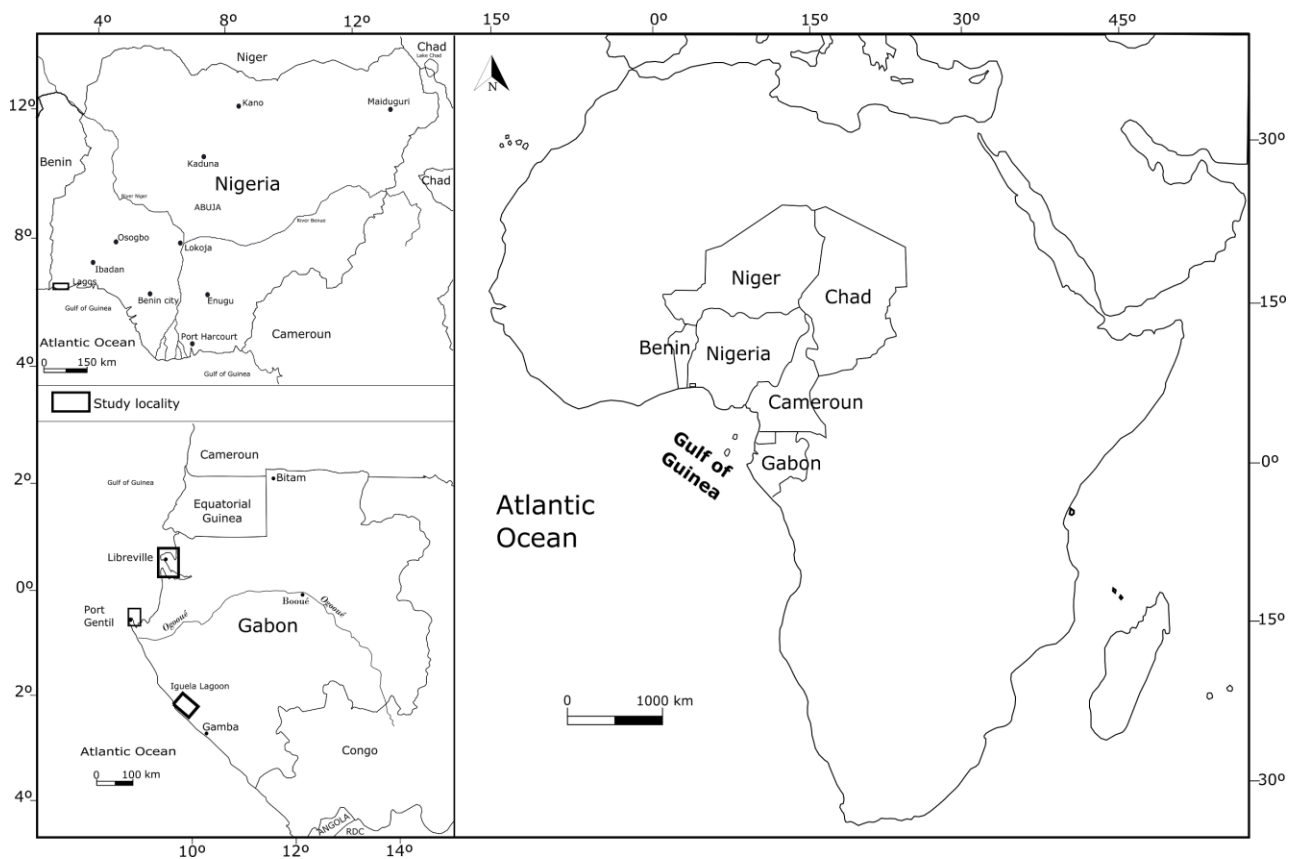 4º
8º
12º
15º
0º
15º
30º
45º
Niger
Chad
Lake Chad
N
12º
Kano
Maiduguri
30º
Benin
Kaduna
Nigeria
Chad
River Niger
ABUJA
River Benue
8º
Osogbo
Lokoja
Ibadan
Lagos
Benin city
Enugu
Gulf of Guinea
Cameroun
Port Harcourt
Atlantic Ocean
0
150 km
4º
Gulf of Guinea
Study locality
Niger
Chad
15º
Benin
Nigeria
Cameroun
Gulf of
Guinea
Gabon
0º
Atlantic
Ocean
Cameroun
2º
Gulf of Guinea
Bitam
Equatorial
Guinea
Libreville
0º
Booué
Port
Gentil
Ogooué
Ogooué
Gabon
15º
Iguela Lagoon
2º
Gamba
0
1000 km
Atlantic Ocean
Congo
0
100 km
30º
4º
ANGOLA
RDC
10º
12º
14º